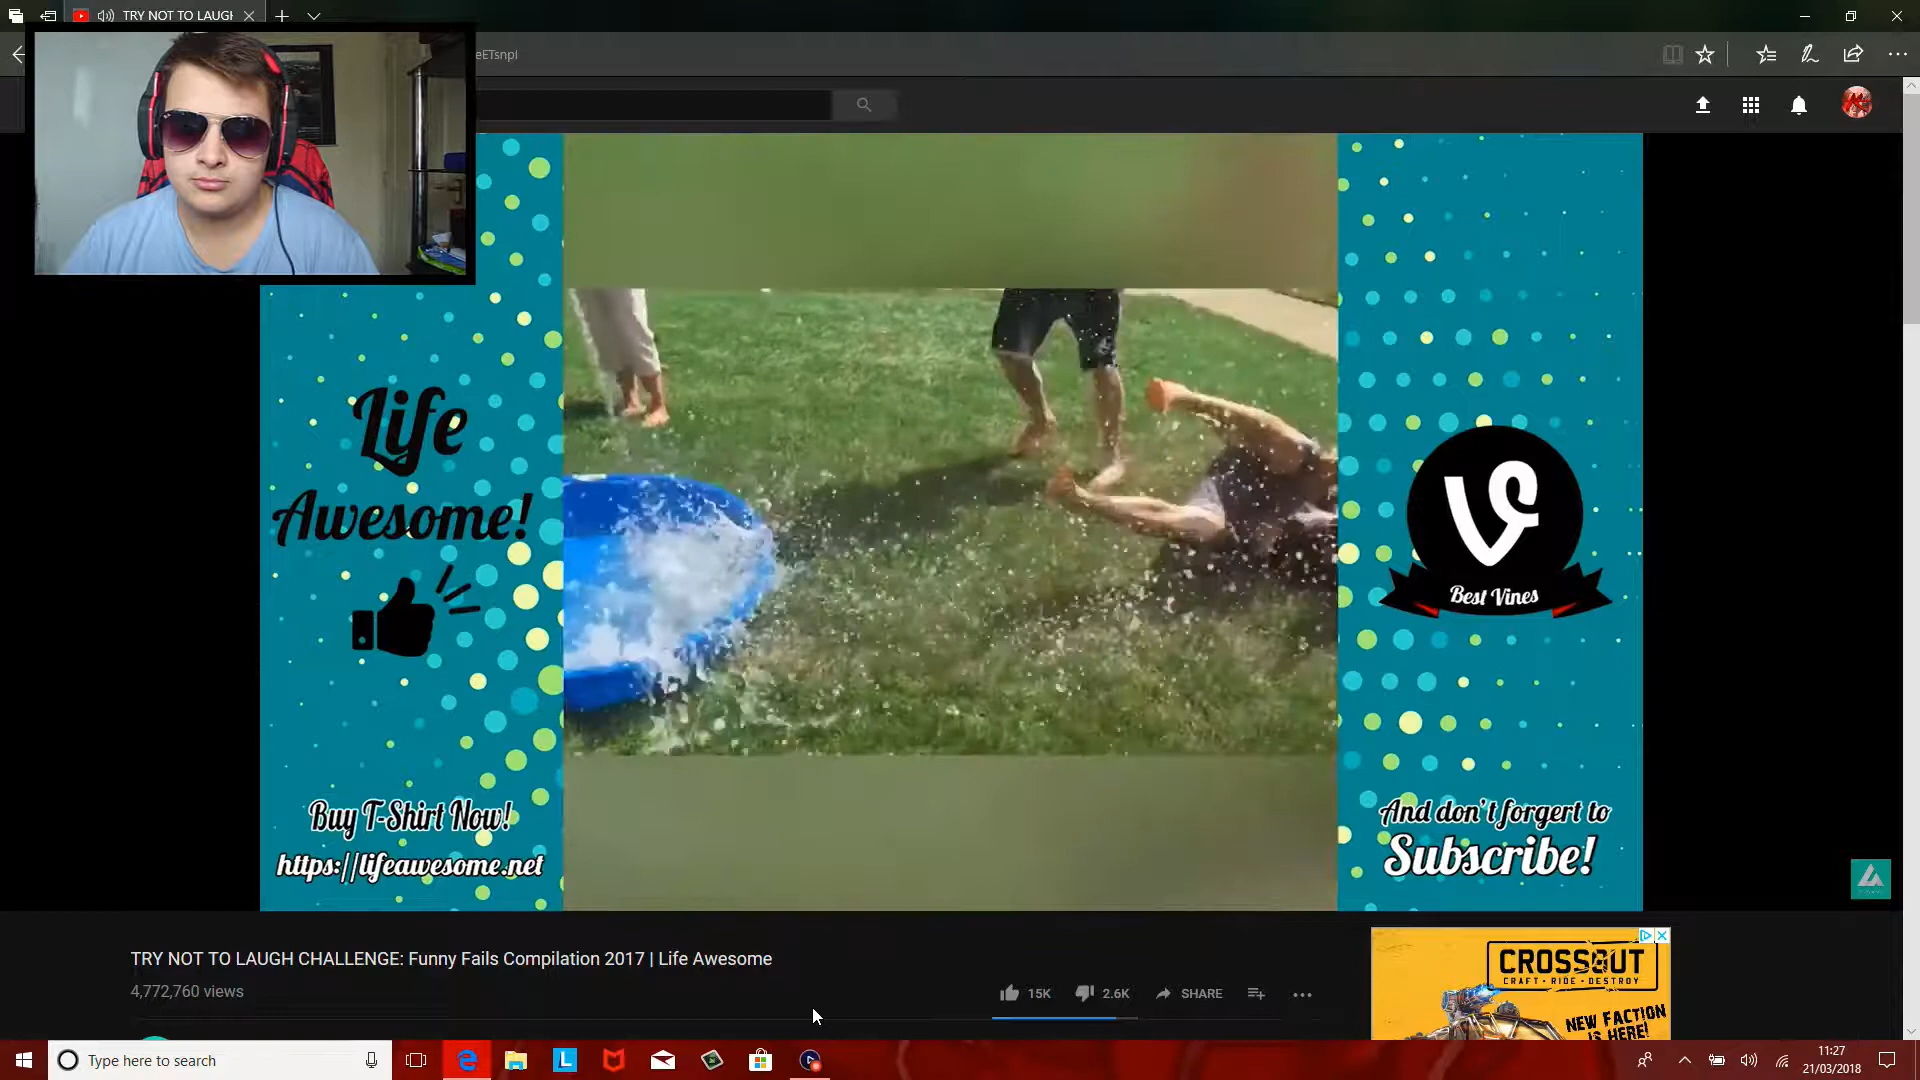 TRY NOT TO LAUGH
eETsnpI
Life
Awesome!
Buy T-Shirt Now!
https://lifeawesome.net
Best Vines
And don't forgert to
Subscribe!
TRY NOT TO LAUGH CHALLENGE: Funny Fails Compilation 2017 | Life Awesome
4,772,760 views
15K
2.6K
SHARE
CROSSOUT
CRAFT • RIDE • DESTROY
NEW FACTION
IS HERE!
Type here to search
11:27
21/03/2018